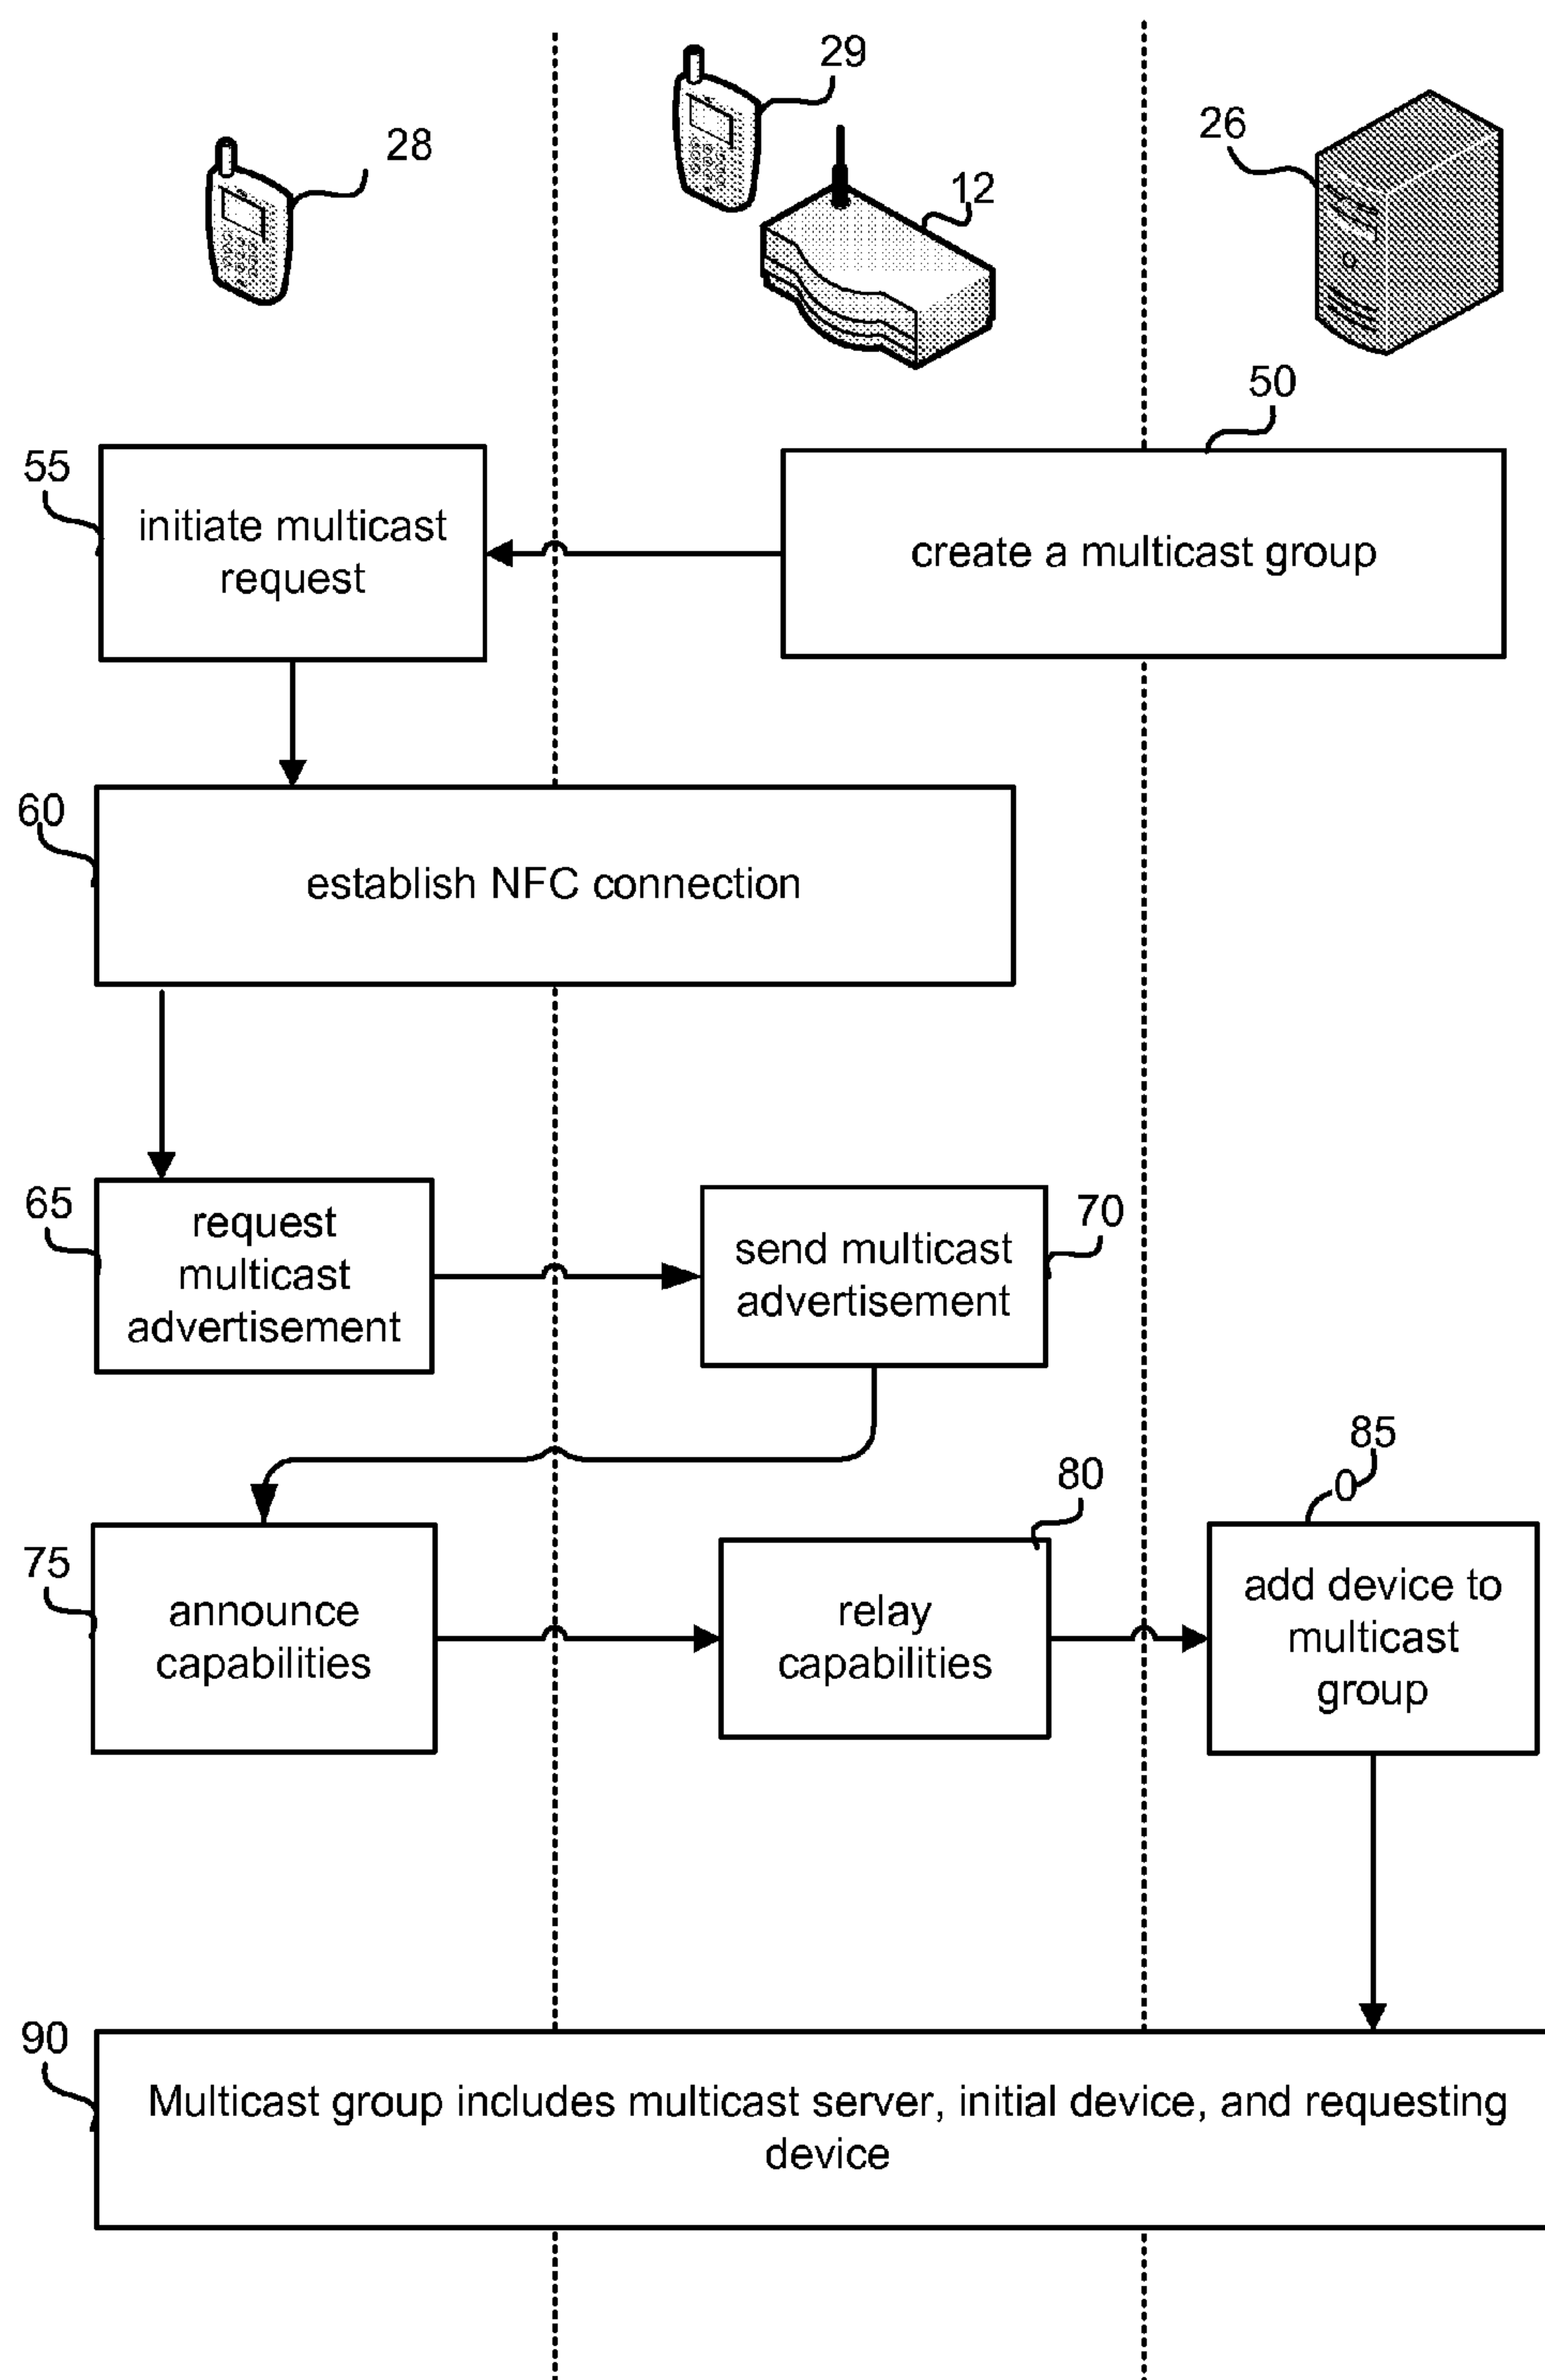 29
28
26
12
50
55
initiate multicast
request
create a multicast group
60
establish NFC connection
65
request
multicast
advertisement
send multicast
advertisement
70
85
0
80
75
announce
capabilities
relay
capabilities
add device to
multicast
group
90
Multicast group includes multicast server, initial device, and requesting
device